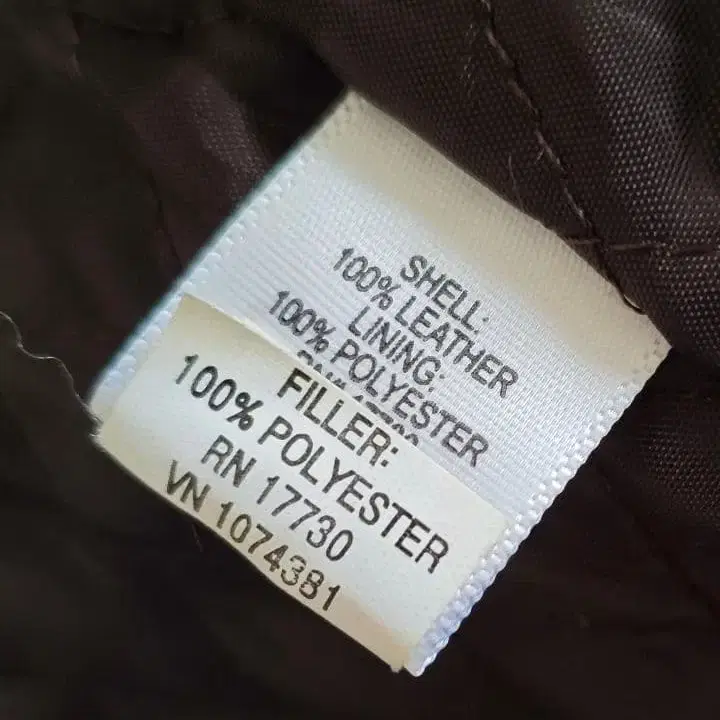 SHELL:
100% LEATHER
LINING:
100% POLYESTER
FILLER:
100% POLYESTER
RN 17730
VN 1074381